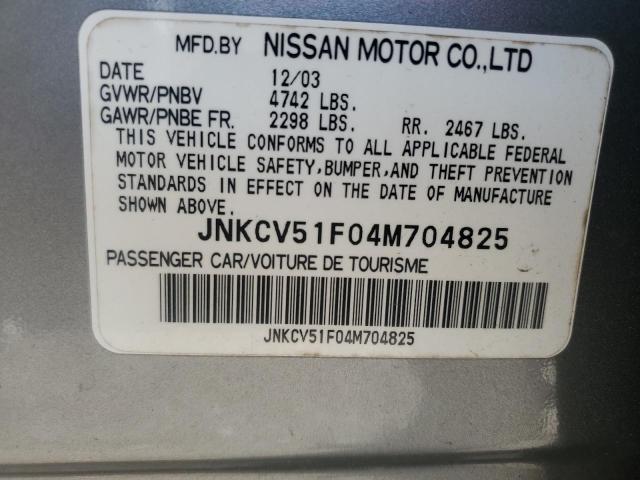 MFD.BY NISSAN MOTOR CO.,LTD
DATE 12/03
GVWR/PNBV 4742 LBS.
GAWR/PNBE FR. 2298 LBS. RR. 2467 LBS.
THIS VEHICLE CONFORMS TO ALL APPLICABLE FEDERAL
MOTOR VEHICLE SAFETY,BUMPER,AND THEFT PREVENTION
STANDARDS IN EFFECT ON THE DATE OF MANUFACTURE
SHOWN ABOVE.
JNKCV51F04M704825
PASSENGER CAR/VOITURE DE TOURISME
JNKCV51F04M704825